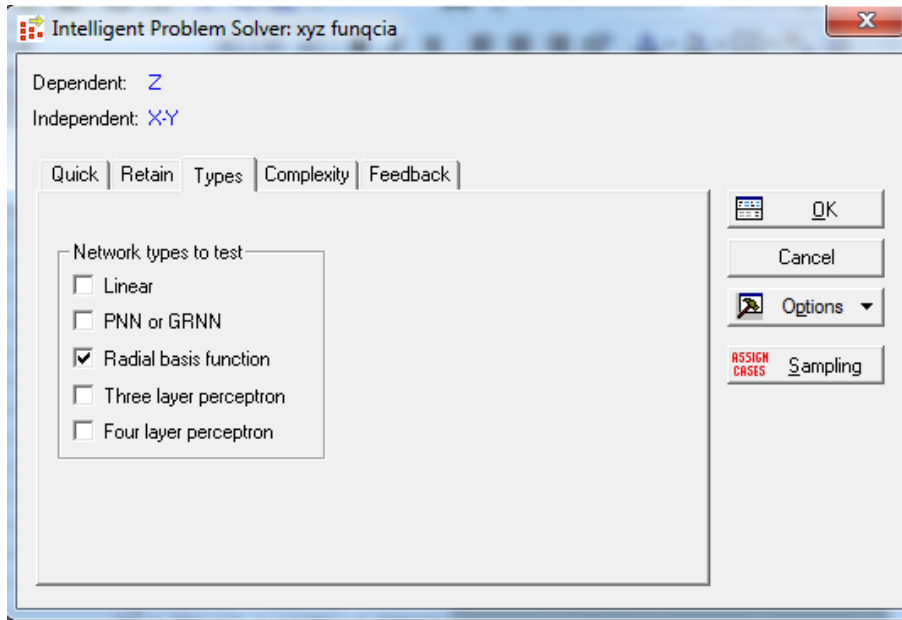 Intelligent Problem Solver: xyz funqcia
Dependent: Z
Independent: X-Y
Quick Retain Types Complexity Feedback
Network types to test
Linear
PNN or GRNN
Radial basis function
Three layer perceptron
Four layer perceptron
OK
Cancel
Options
ASSIGN CASES Sampling